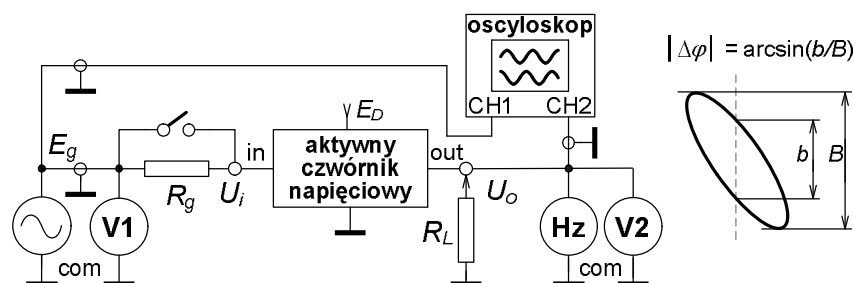 oscyloskop
CH1 CH2
|Δφ| = arcsin(b/B)
E_g
E_D
in
aktywny
czwórnik
napięciowy
out
R_g
U_i
U_o
R_L
b
B
V1
Hz
V2
com
com